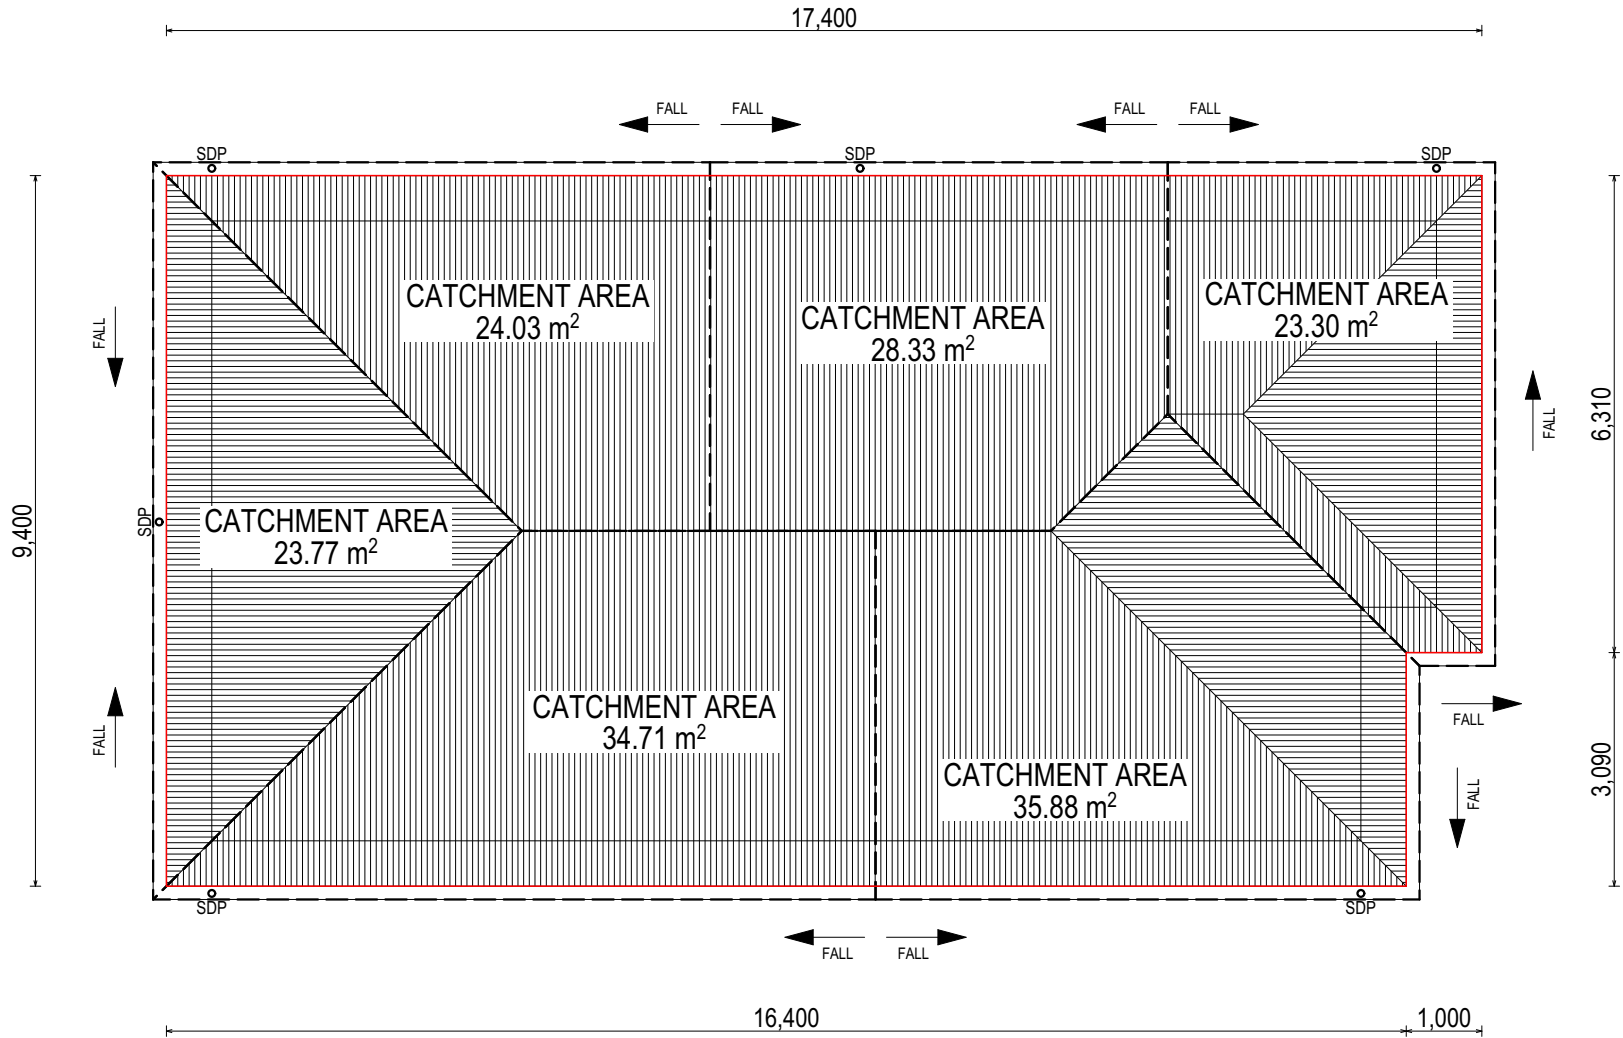 17,400
FALL FALL FALL FALL
SDP SDP SDP
CATCHMENT AREA
24.03 m²
CATCHMENT AREA
28.33 m²
CATCHMENT AREA
23.30 m²
FALL
FALL
6,310
9,400
SDP
CATCHMENT AREA
23.77 m²
CATCHMENT AREA
34.71 m²
CATCHMENT AREA
35.88 m²
FALL
FALL
FALL
3,090
SDP SDP
FALL FALL
16,400 1,000